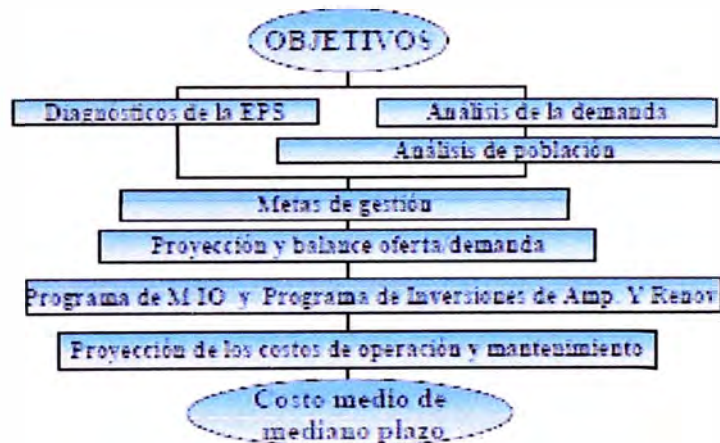 OBJETIVOS
Diagnósticos de la EPS
Análisis de la demanda
Análisis de población
Metas de gestión
Proyección y balance oferta/demanda
Programa de MIO y Programa de Inversiones de Amp. Y Renov
Proyección de los costos de operación y mantenimiento
Costo medio de
mediano plazo